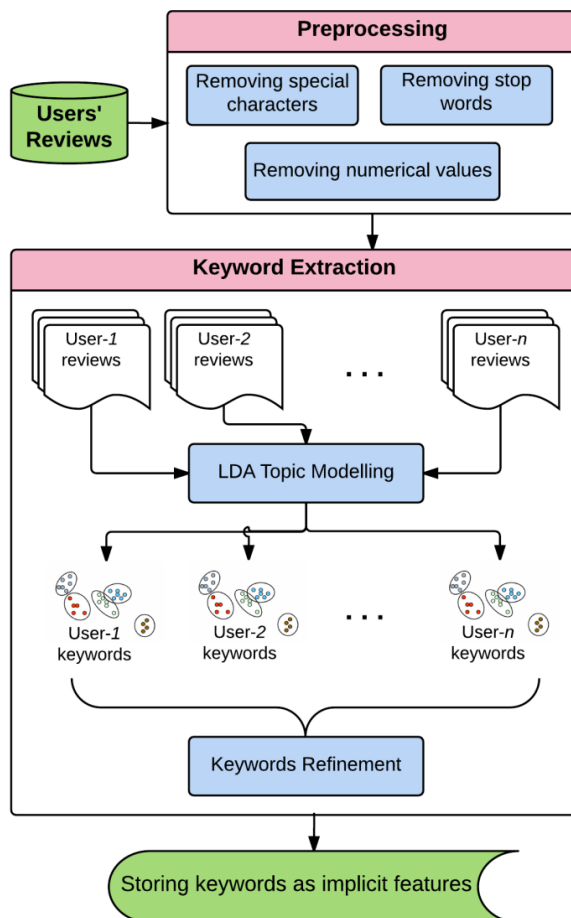 Preprocessing
Removing special
characters
Removing stop
words
Users'
Reviews
Removing numerical values
Keyword Extraction
User-1
reviews
User-2
reviews
...
User-n
reviews
LDA Topic Modelling
User-1
keywords
User-2
keywords
...
User-n
keywords
Keywords Refinement
Storing keywords as implicit features